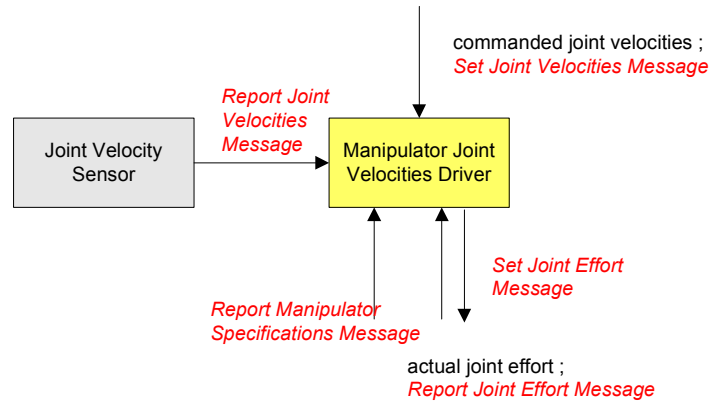 commanded joint velocities ;
Set Joint Velocities Message
Report Joint
Velocities
Message
Joint Velocity
Sensor
Manipulator Joint
Velocities Driver
Set Joint Effort
Message
Report Manipulator
Specifications Message
actual joint effort ;
Report Joint Effort Message